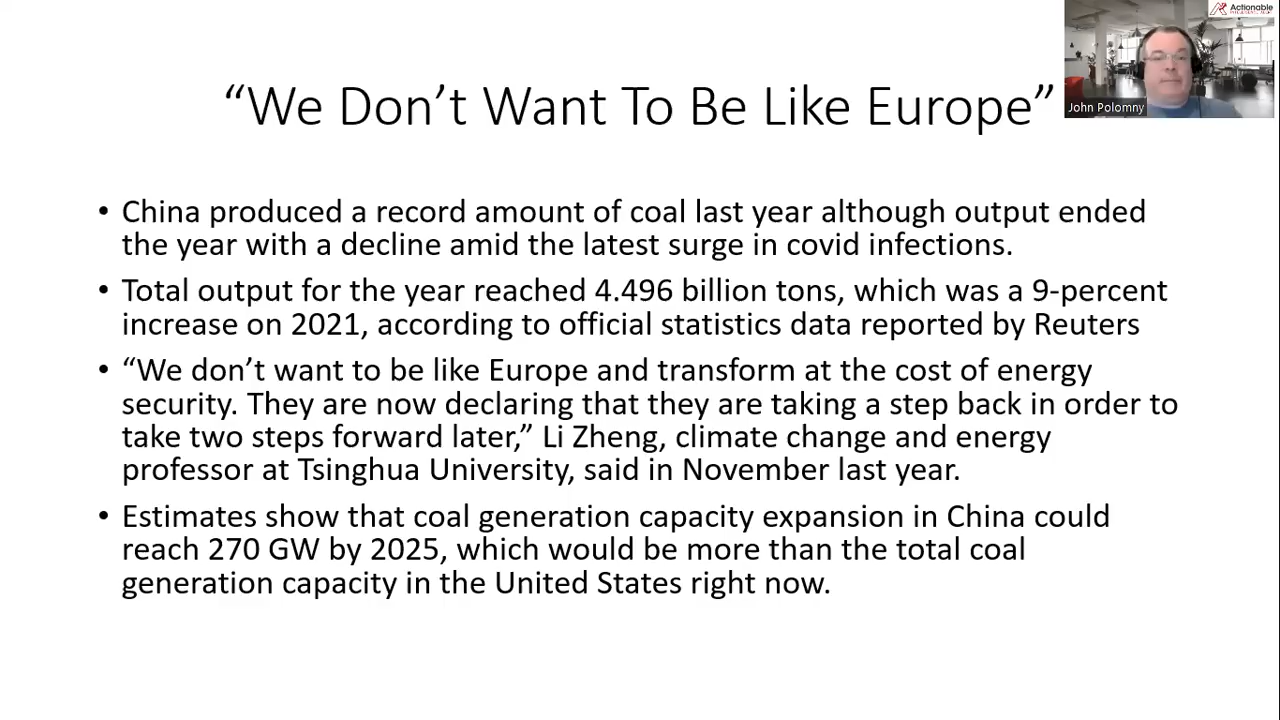 Actionable
"We Don't Want To Be Like Europe"
John Polomny
• China produced a record amount of coal last year although output ended
the year with a decline amid the latest surge in covid infections.
• Total output for the year reached 4.496 billion tons, which was a 9-percent
increase on 2021, according to official statistics data reported by Reuters
• “We don’t want to be like Europe and transform at the cost of energy
security. They are now declaring that they are taking a step back in order to
take two steps forward later,” Li Zheng, climate change and energy
professor at Tsinghua University, said in November last year.
• Estimates show that coal generation capacity expansion in China could
reach 270 GW by 2025, which would be more than the total coal
generation capacity in the United States right now.